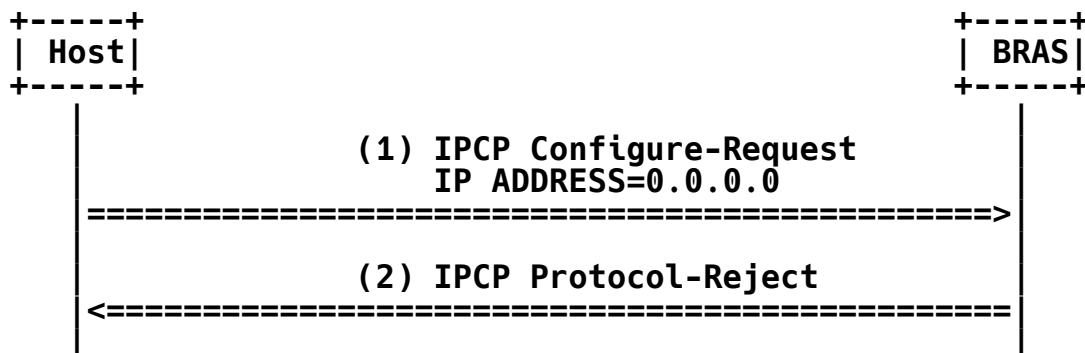 +-----+ +-----+
| Host| | BRAS|
+-----+ +-----+
(1) IPCP Configure-Request
IP ADDRESS=0.0.0.0
===============================================>
(2) IPCP Protocol-Reject
<===============================================